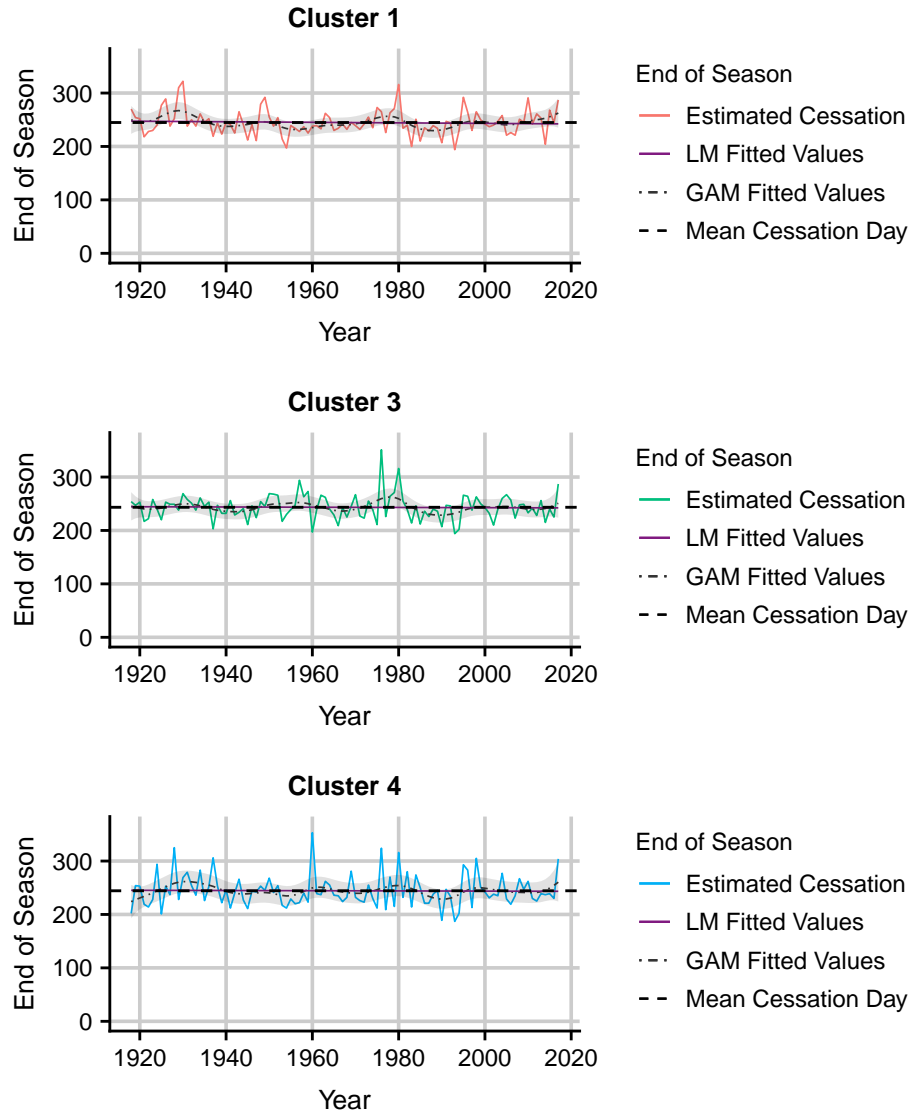 Cluster 1
End of Season
300
200
100
0
1920 1940 1960 1980 2000 2020
Year
End of Season
Estimated Cessation
LM Fitted Values
GAM Fitted Values
Mean Cessation Day
Cluster 3
End of Season
300
200
100
0
1920 1940 1960 1980 2000 2020
Year
End of Season
Estimated Cessation
LM Fitted Values
GAM Fitted Values
Mean Cessation Day
Cluster 4
End of Season
300
200
100
0
1920 1940 1960 1980 2000 2020
Year
End of Season
Estimated Cessation
LM Fitted Values
GAM Fitted Values
Mean Cessation Day